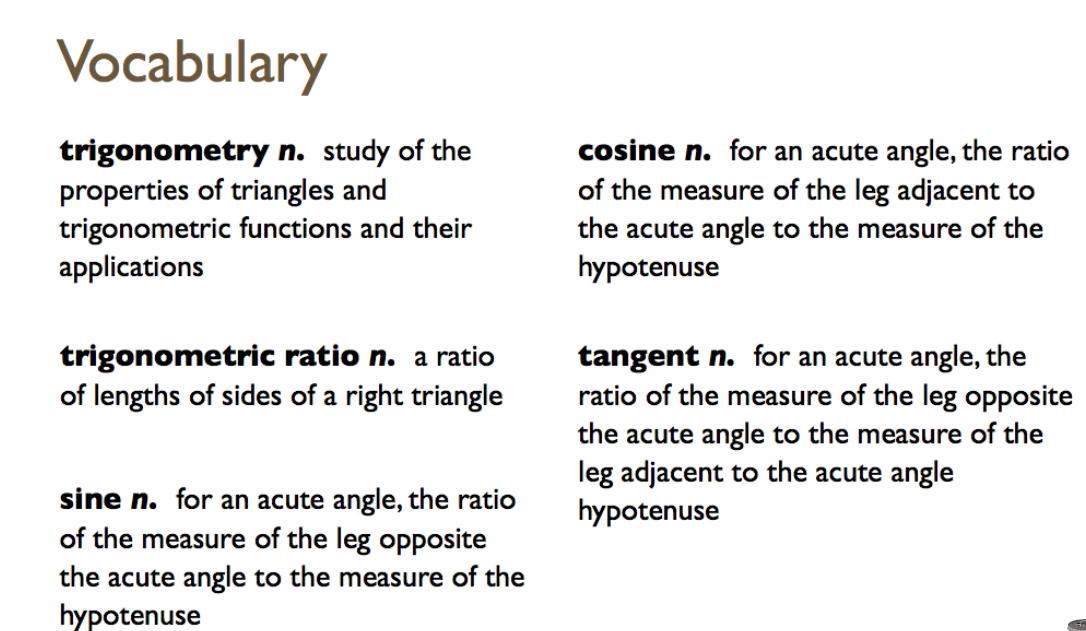 Vocabulary
trigonometry n. study of the
properties of triangles and
trigonometric functions and their
applications
trigonometric ratio n. a ratio
of lengths of sides of a right triangle
sine n. for an acute angle, the ratio
of the measure of the leg opposite
the acute angle to the measure of the
hypotenuse
cosine n. for an acute angle, the ratio
of the measure of the leg adjacent to
the acute angle to the measure of the
hypotenuse
tangent n. for an acute angle, the
ratio of the measure of the leg opposite
the acute angle to the measure of the
leg adjacent to the acute angle
hypotenuse